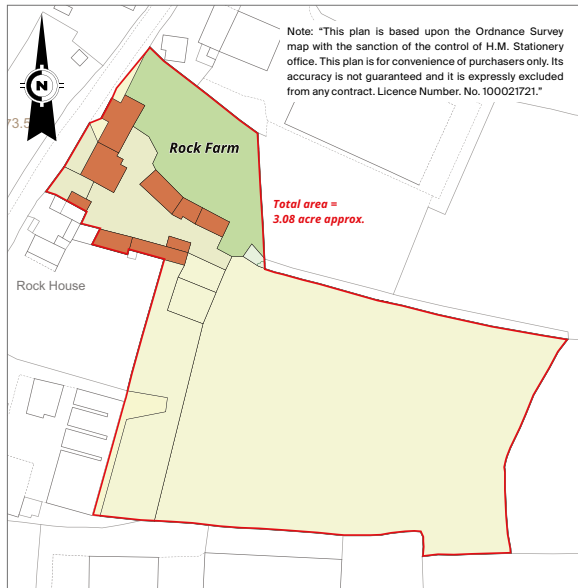 Note: “This plan is based upon the Ordnance Survey
map with the sanction of the control of H.M. Stationery
office. This plan is for convenience of purchasers only. Its
accuracy is not guaranteed and it is expressly excluded
from any contract. Licence Number. No. 100021721.”
N
Rock Farm
Total area =
3.08 acre approx.
Rock House